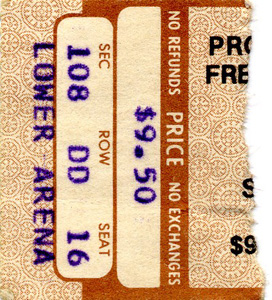 PRO
FRE
S
$9
NO REFUNDS PRICE NO EXCHANGES
$9.50
SEC ROW SEAT
108 DD 16
LOWER ARENA